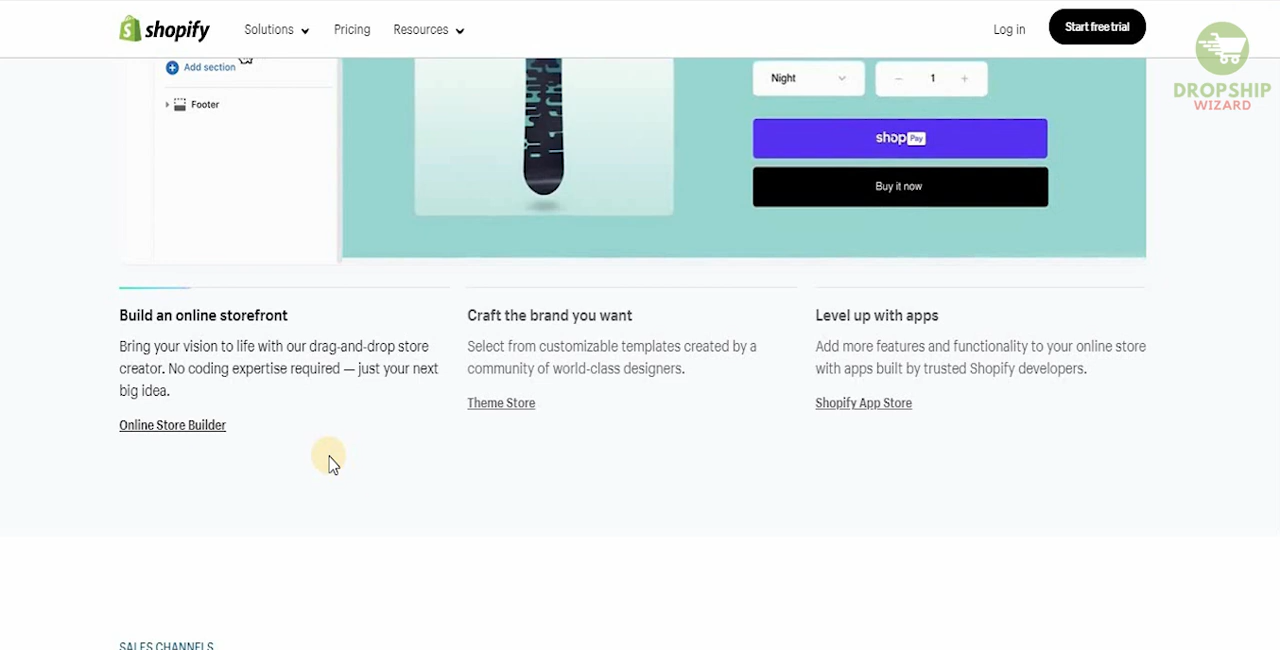 shopify Solutions Pricing Resources Log in Start free trial
DROPSHIP
WIZARD
Add section
Footer
Night 1
shop Pay
Buy it now
Build an online storefront
Bring your vision to life with our drag-and-drop store
creator. No coding expertise required — just your next
big idea.
Online Store Builder
Craft the brand you want
Select from customizable templates created by a
community of world-class designers.
Theme Store
Level up with apps
Add more features and functionality to your online store
with apps built by trusted Shopify developers.
Shopify App Store
SALES CHANNELS